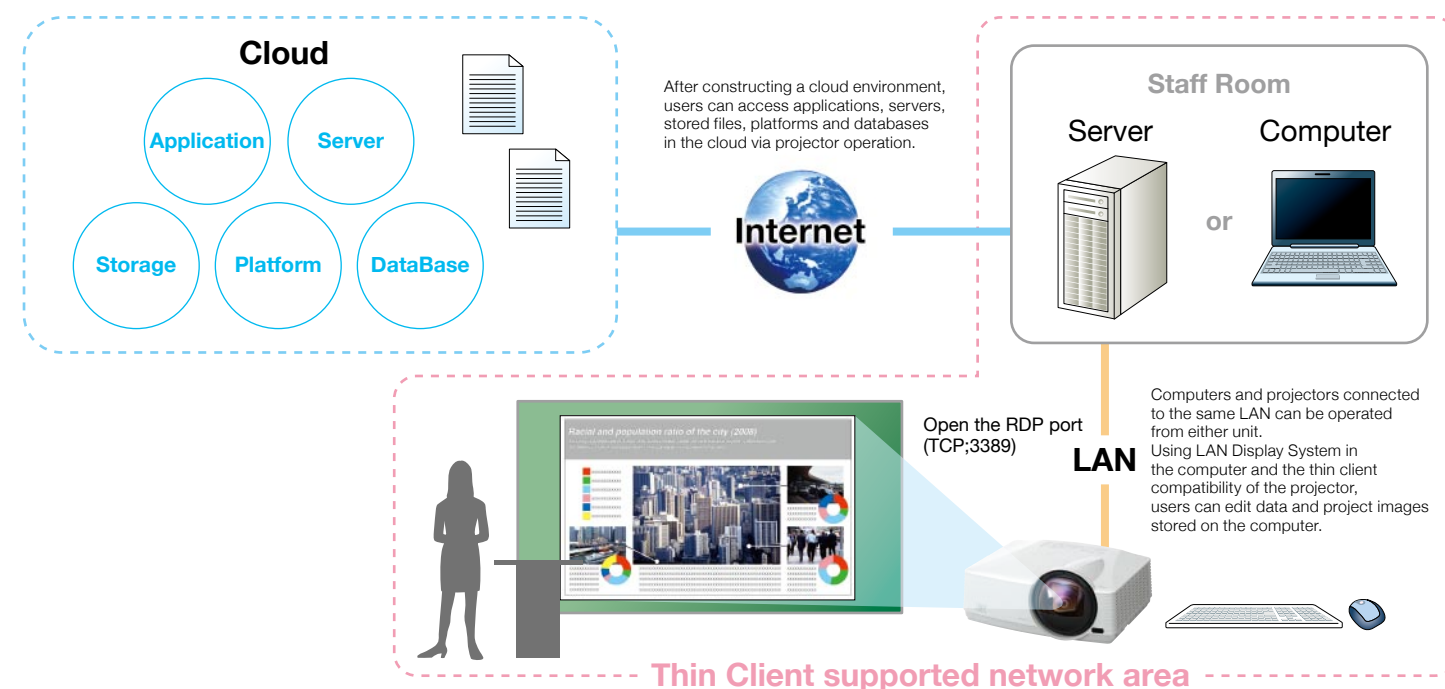 Cloud
Application
Server
Storage
Platform
DataBase
After constructing a cloud environment,
users can access applications, servers,
stored files, platforms and databases
in the cloud via projector operation.
Internet
Staff Room
Server
or
Computer
Open the RDP port
(TCP;3389)
LAN
Computers and projectors connected
to the same LAN can be operated
from either unit.
Using LAN Display System in
the computer and the thin client
compatibility of the projector,
users can edit data and project images
stored on the computer.
Racial and population ratio of the city (2008)
Thin Client supported network area